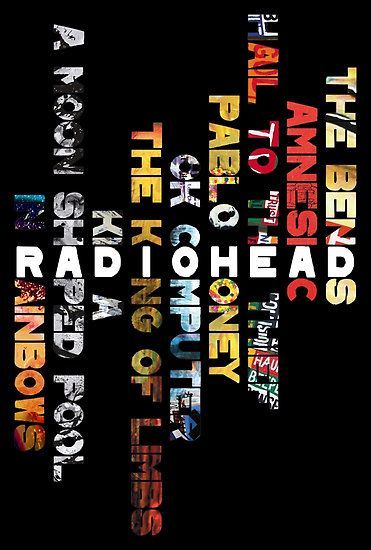 RADIOHEAD
IN RAINBOWS
A MOON SHAPED POOL
KID A
THE KING OF LIMBS
OK COMPUTER
PABLO HONEY
HAIL TO THE THIEF
AMNESIAC
THE BENDS